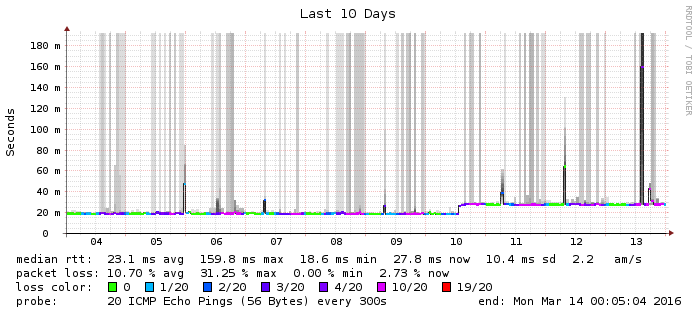 Last 10 Days
RRDTOOL / TOBI OETIKER
Seconds
180 m
160 m
140 m
120 m
100 m
80 m
60 m
40 m
20 m
0
04 05 06 07 08 09 10 11 12 13
median rtt: 23.1 ms avg 159.8 ms max 18.6 ms min 27.8 ms now 10.4 ms sd 2.2 am/s
packet loss: 10.70 % avg 31.25 % max 0.00 % min 2.73 % now
loss color: 0 1/20 2/20 3/20 4/20 10/20 19/20
probe: 20 ICMP Echo Pings (56 Bytes) every 300s end: Mon Mar 14 00:05:04 2016